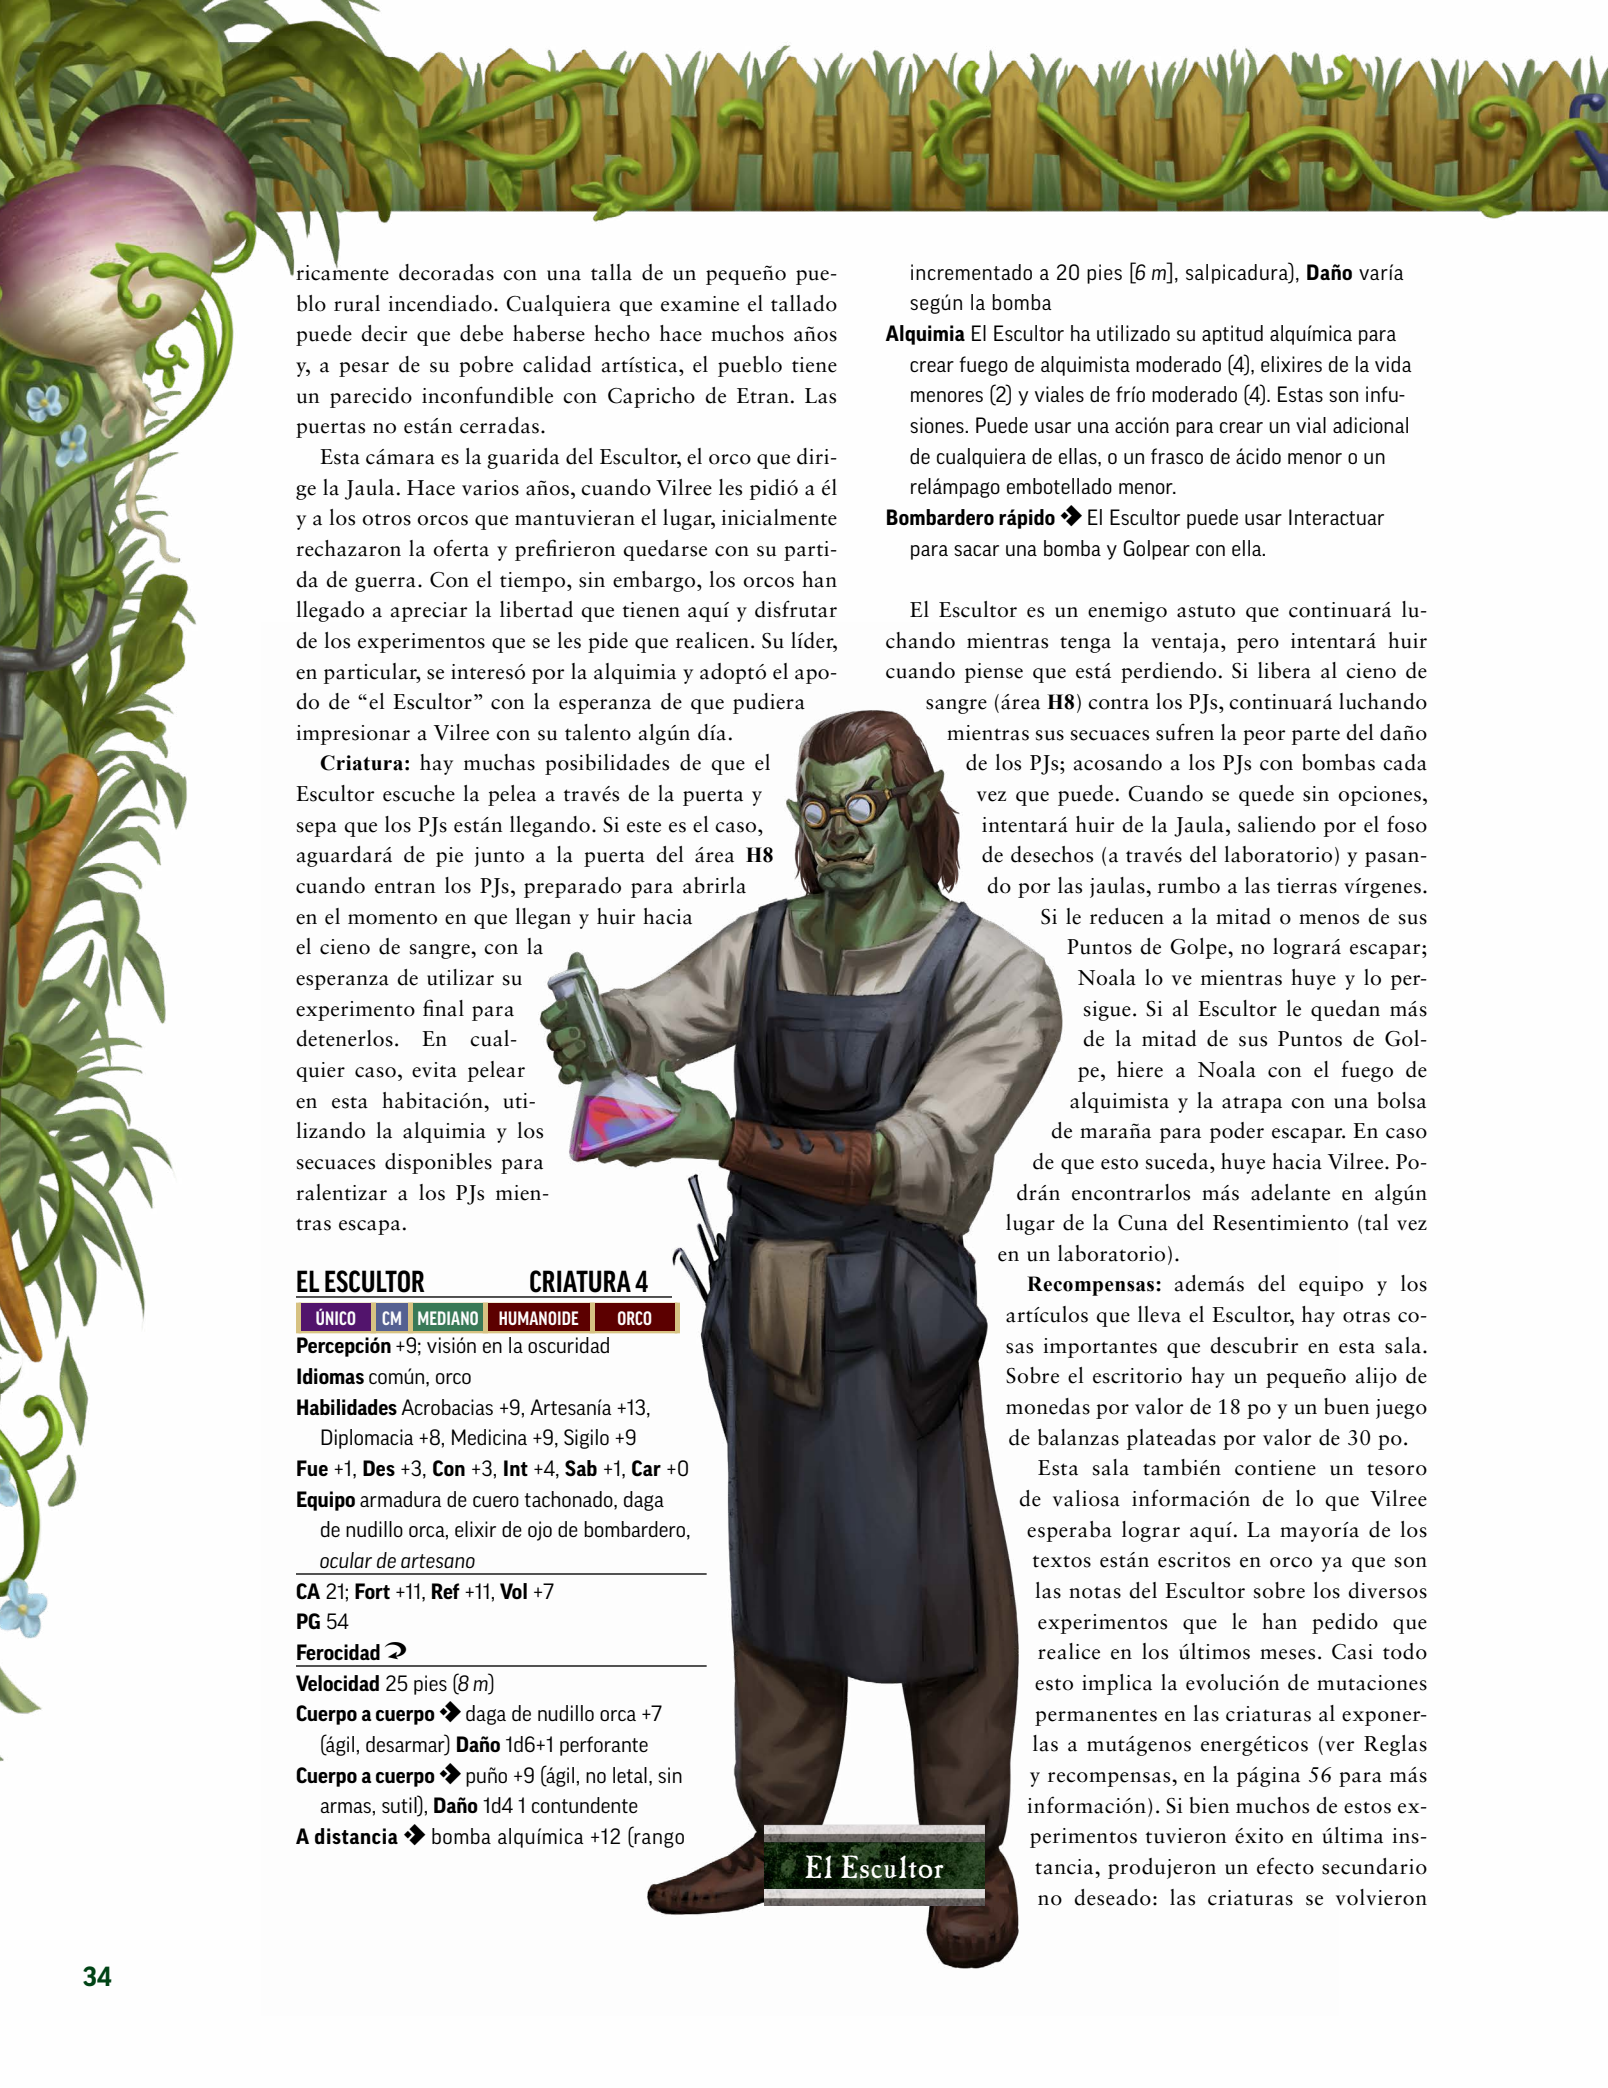 ricamente decoradas con una talla de un pequeño pue-
blo rural incendiado. Cualquiera que examine el tallado
puede decir que debe haberse hecho hace muchos años
y, a pesar de su pobre calidad artística, el pueblo tiene
un parecido inconfundible con Capricho de Etran. Las
puertas no están cerradas.
Esta cámara es la guarida del Escultor, el orco que diri-
ge la Jaula. Hace varios años, cuando Vilree les pidió a él
y a los otros orcos que mantuvieran el lugar, inicialmente
rechazaron la oferta y prefirieron quedarse con su parti-
da de guerra. Con el tiempo, sin embargo, los orcos han
llegado a apreciar la libertad que tienen aquí y disfrutar
de los experimentos que se les pide que realicen. Su líder,
en particular, se interesó por la alquimia y adoptó el apo-
do de “el Escultor” con la esperanza de que pudiera
impresionar a Vilree con su talento algún día.
Criatura: hay muchas posibilidades de que el
Escultor escuche la pelea a través de la puerta y
sepa que los PJs están llegando. Si este es el caso,
aguardará de pie junto a la puerta del área H8
cuando entran los PJs, preparado para abrirla
en el momento en que llegan y huir hacia
el cieno de sangre, con la
esperanza de utilizar su
experimento final para
detenerlos. En cual-
quier caso, evita pelear
en esta habitación, uti-
lizando la alquimia y los
secuaces disponibles para
ralentizar a los PJs mien-
tras escapa.
EL ESCULTOR CRIATURA 4
ÚNICO CM MEDIANO HUMANOIDE ORCO
Percepción +9; visión en la oscuridad
Idiomas común, orco
Habilidades Acrobacias +9, Artesanía +13,
Diplomacia +8, Medicina +9, Sigilo +9
Fue +1, Des +3, Con +3, Int +4, Sab +1, Car +0
Equipo armadura de cuero tachonado, daga
de nudillo orca, elixir de ojo de bombardero,
ocular de artesano
CA 21; Fort +11, Ref +11, Vol +7
PG 54
Ferocidad
Velocidad 25 pies (8 m)
Cuerpo a cuerpo daga de nudillo orca +7
(ágil, desarmar) Daño 1d6+1 perforante
Cuerpo a cuerpo puño +9 (ágil, no letal, sin
armas, sutil), Daño 1d4 1 contundente
A distancia bomba alquímica +12 (rango
incrementado a 20 pies [6 m], salpicadura), Daño varía
según la bomba
Alquimia El Escultor ha utilizado su aptitud alquímica para
crear fuego de alquimista moderado (4), elixires de la vida
menores (2) y viales de frío moderado (4). Estas son infu-
siones. Puede usar una acción para crear un vial adicional
de cualquiera de ellas, o un frasco de ácido menor o un
relámpago embotellado menor.
Bombardero rápido El Escultor puede usar Interactuar
para sacar una bomba y Golpear con ella.
El Escultor es un enemigo astuto que continuará lu-
chando mientras tenga la ventaja, pero intentará huir
cuando piense que está perdiendo. Si libera al cieno de
sangre (área H8) contra los PJs, continuará luchando
mientras sus secuaces sufren la peor parte del daño
de los PJs; acosando a los PJs con bombas cada
vez que puede. Cuando se quede sin opciones,
intentará huir de la Jaula, saliendo por el foso
de desechos (a través del laboratorio) y pasan-
do por las jaulas, rumbo a las tierras vírgenes.
Si le reducen a la mitad o menos de sus
Puntos de Golpe, no logrará escapar;
Noala lo ve mientras huye y lo per-
sigue. Si al Escultor le quedan más
de la mitad de sus Puntos de Gol-
pe, hiere a Noala con el fuego de
alquimista y la atrapa con una bolsa
de maraña para poder escapar. En caso
de que esto suceda, huye hacia Vilree. Po-
drán encontrarlos más adelante en algún
lugar de la Cuna del Resentimiento (tal vez
en un laboratorio).
Recompensas: además del equipo y los
artículos que lleva el Escultor, hay otras co-
sas importantes que descubrir en esta sala.
Sobre el escritorio hay un pequeño alijo de
monedas por valor de 18 po y un buen juego
de balanzas plateadas por valor de 30 po.
Esta sala también contiene un tesoro
de valiosa información de lo que Vilree
esperaba lograr aquí. La mayoría de los
textos están escritos en orco ya que son
las notas del Escultor sobre los diversos
experimentos que le han pedido que
realice en los últimos meses. Casi todo
esto implica la evolución de mutaciones
permanentes en las criaturas al exponer-
las a mutágenos energéticos (ver Reglas
y recompensas, en la página 56 para más
información). Si bien muchos de estos ex-
perimentos tuvieron éxito en última ins-
tancia, produjeron un efecto secundario
no deseado: las criaturas se volvieron
El Escultor
34